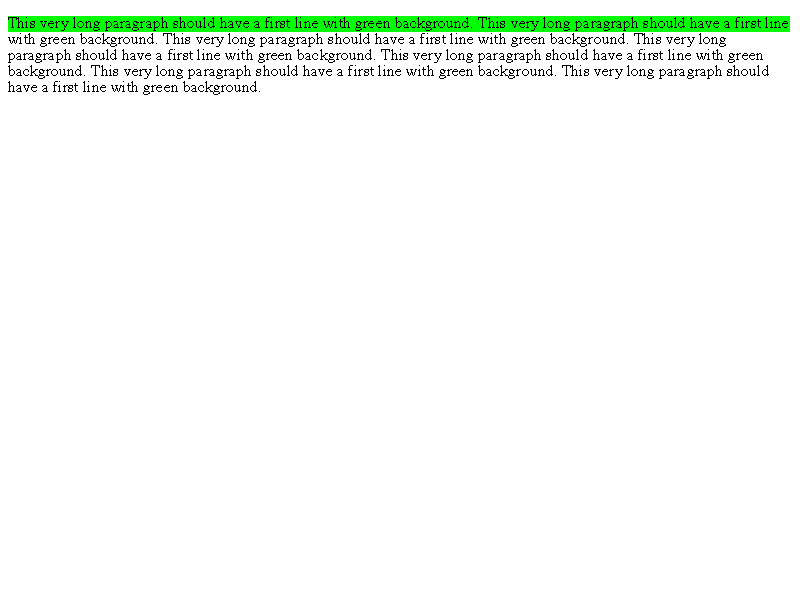 This very long paragraph should have a first line with green background. This very long paragraph should have a first line
with green background. This very long paragraph should have a first line with green background. This very long
paragraph should have a first line with green background. This very long paragraph should have a first line with green
background. This very long paragraph should have a first line with green background. This very long paragraph should
have a first line with green background.